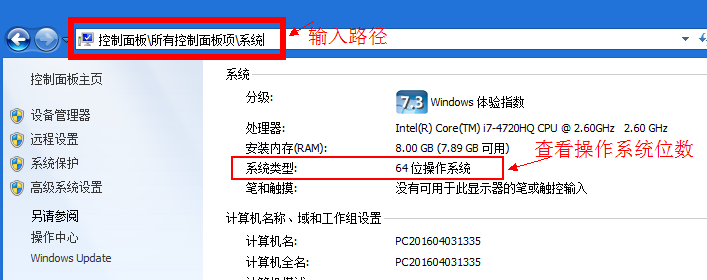 控制面板\所有控制面板项\系统
输入路径
控制面板主页
设备管理器
远程设置
系统保护
高级系统设置
另请参阅
操作中心
Windows Update
系统
分级:
7.3 Windows 体验指数
处理器: Intel(R) Core(TM) i7-4720HQ CPU @ 2.60GHz 2.60 GHz
安装内存(RAM): 8.00 GB (7.89 GB 可用)
查看操作系统位数
系统类型: 64 位操作系统
笔和触摸: 没有可用于此显示器的笔或触控输入
计算机名称、域和工作组设置
计算机名: PC201604031335
计算机全名: PC201604031335